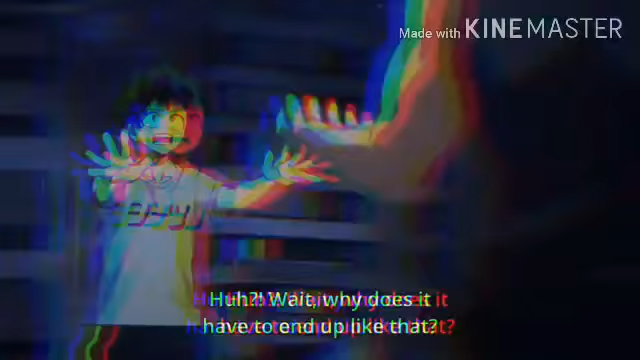 Made with KINEMASTER
Huh?! Wait, why does it
have to end up like that?